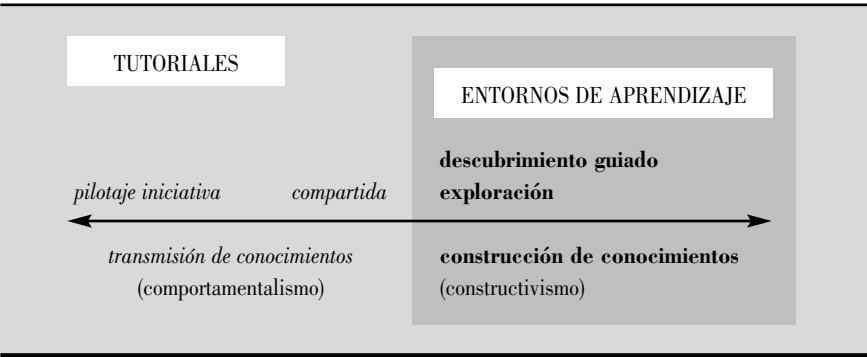 TUTORIALES
ENTORNOS DE APRENDIZAJE
descubrimiento guiado
pilotaje iniciativa compartida exploración
transmisión de conocimientos construcción de conocimientos
(comportamentalismo) (constructivismo)